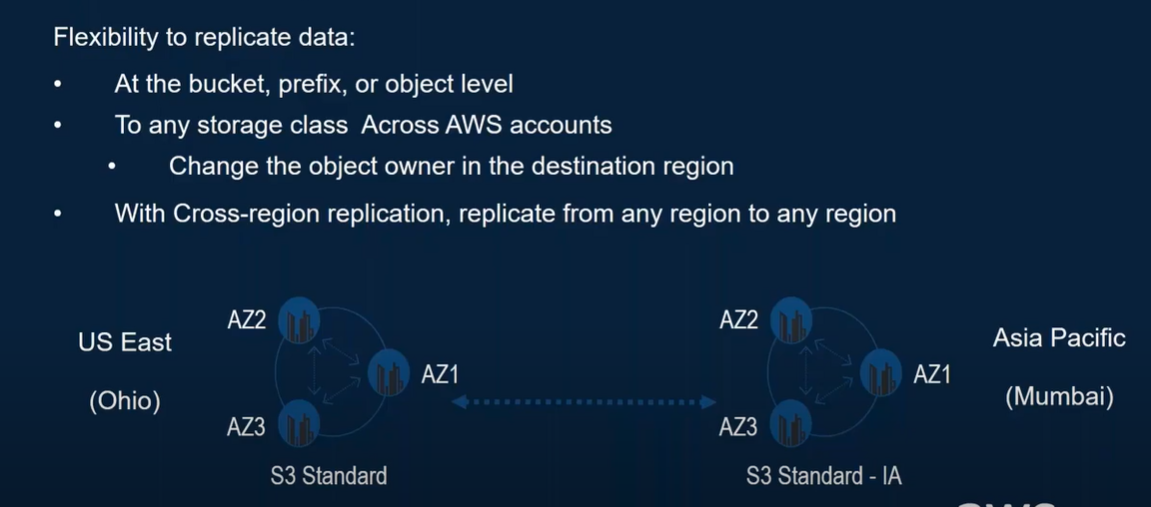 Flexibility to replicate data:
• At the bucket, prefix, or object level
• To any storage class Across AWS accounts
• Change the object owner in the destination region
• With Cross-region replication, replicate from any region to any region
US East
(Ohio)
AZ2
AZ1
AZ3
S3 Standard
AZ2
AZ1
AZ3
S3 Standard - IA
Asia Pacific
(Mumbai)